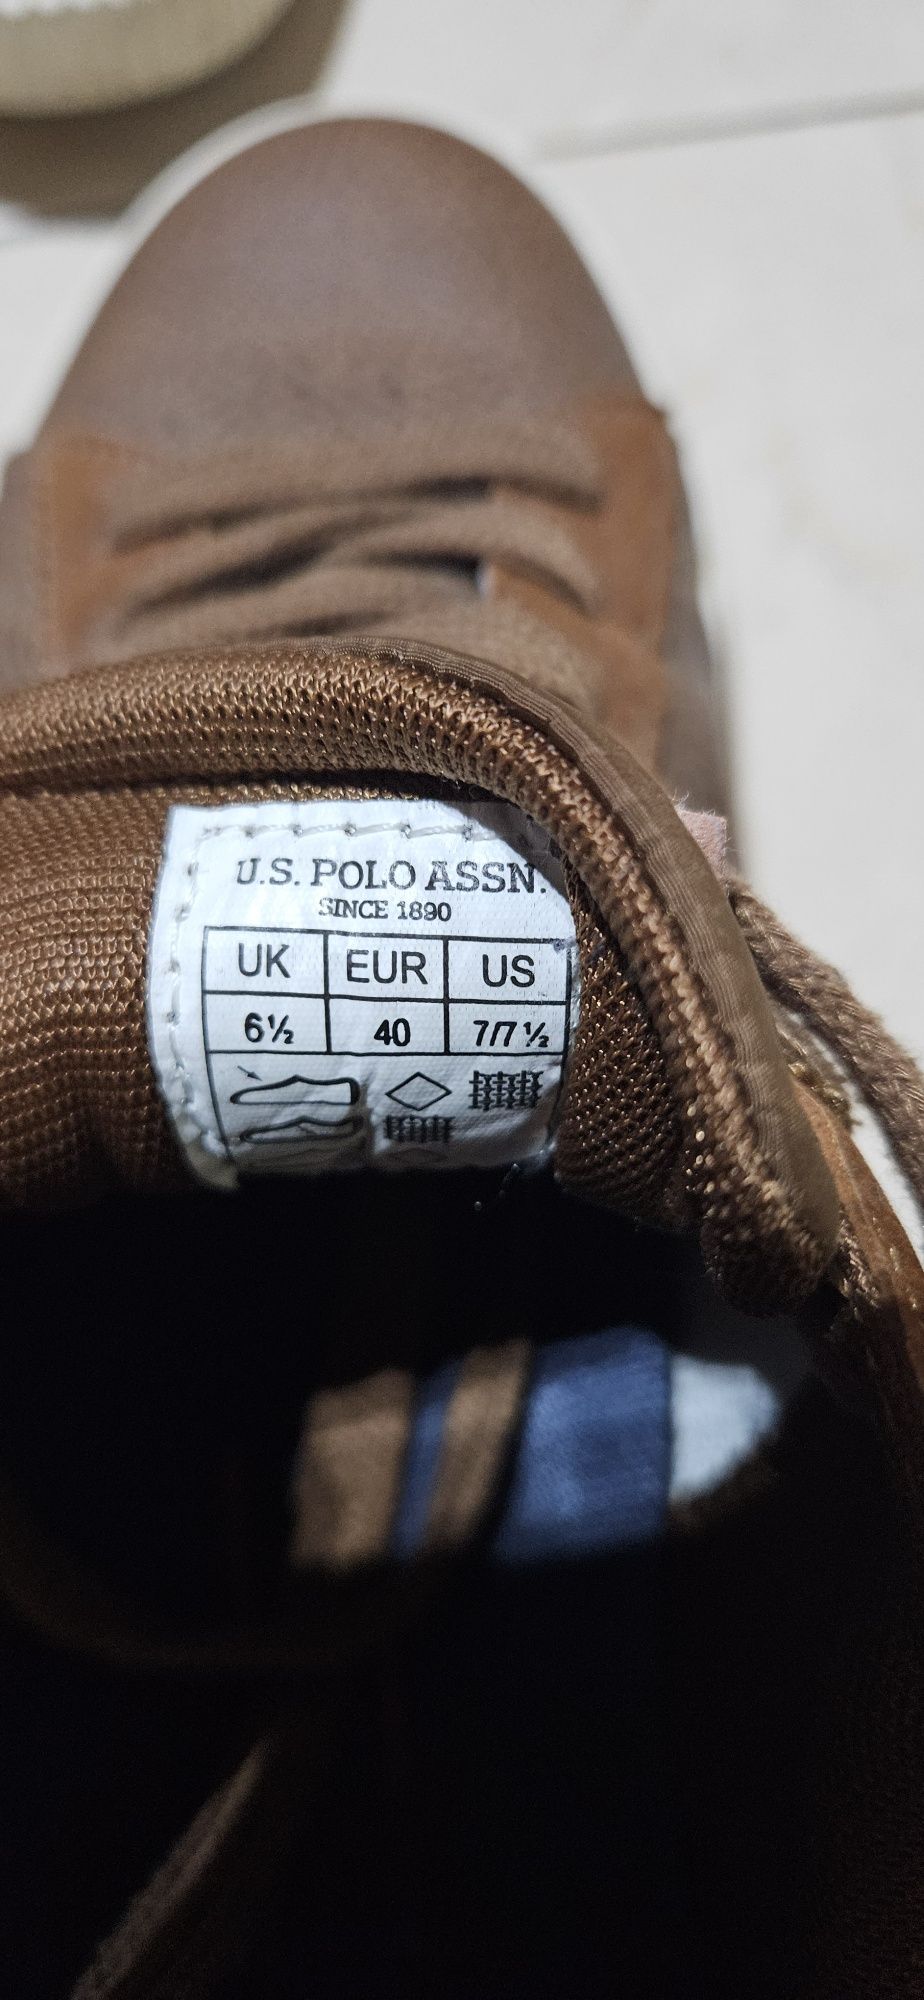 U.S. POLO ASSN.
SINCE 1890
UK EUR US
6½ 40 7/7 ½